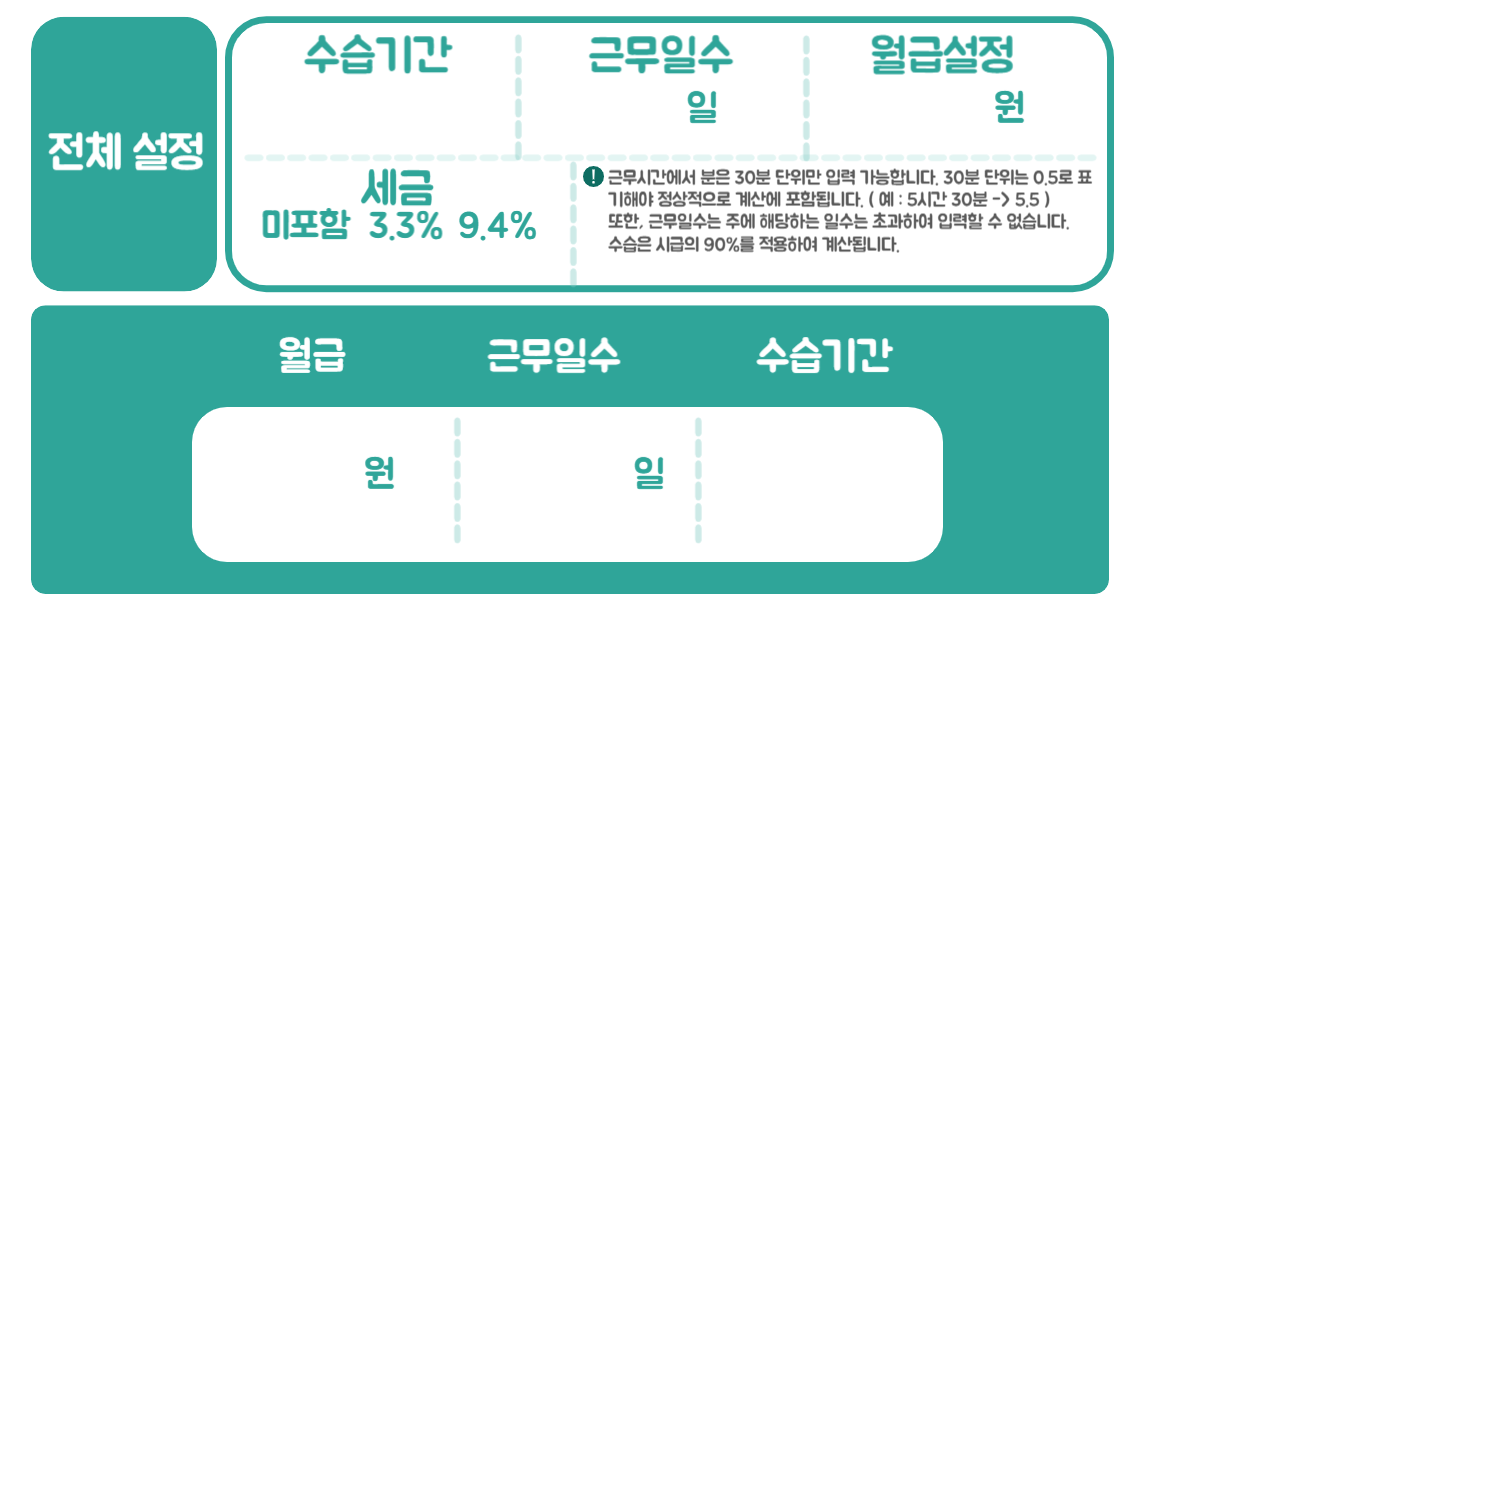 전체 설정
수습기간
근무일수
월급설정
일
원
세금
미포함 3.3% 9.4%
! 근무시간에서 분은 30분 단위만 입력 가능합니다. 30분 단위는 0.5로 표
기해야 정상적으로 계산에 포함됩니다. ( 예 : 5시간 30분 -> 5.5 )
또한, 근무일수는 주에 해당하는 일수는 초과하여 입력할 수 없습니다.
수습은 시급의 90%를 적용하여 계산됩니다.
월급
근무일수
수습기간
원
일